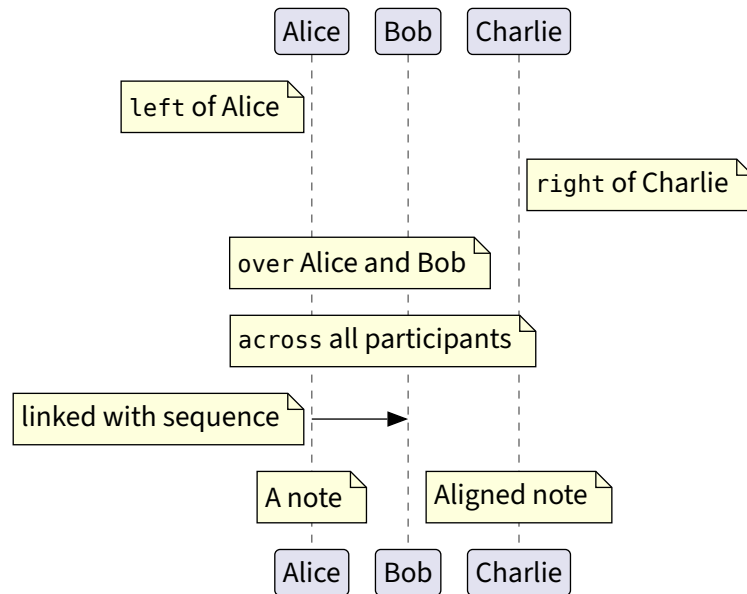 Alice Bob Charlie
left of Alice
right of Charlie
over Alice and Bob
across all participants
linked with sequence
A note Aligned note
Alice Bob Charlie